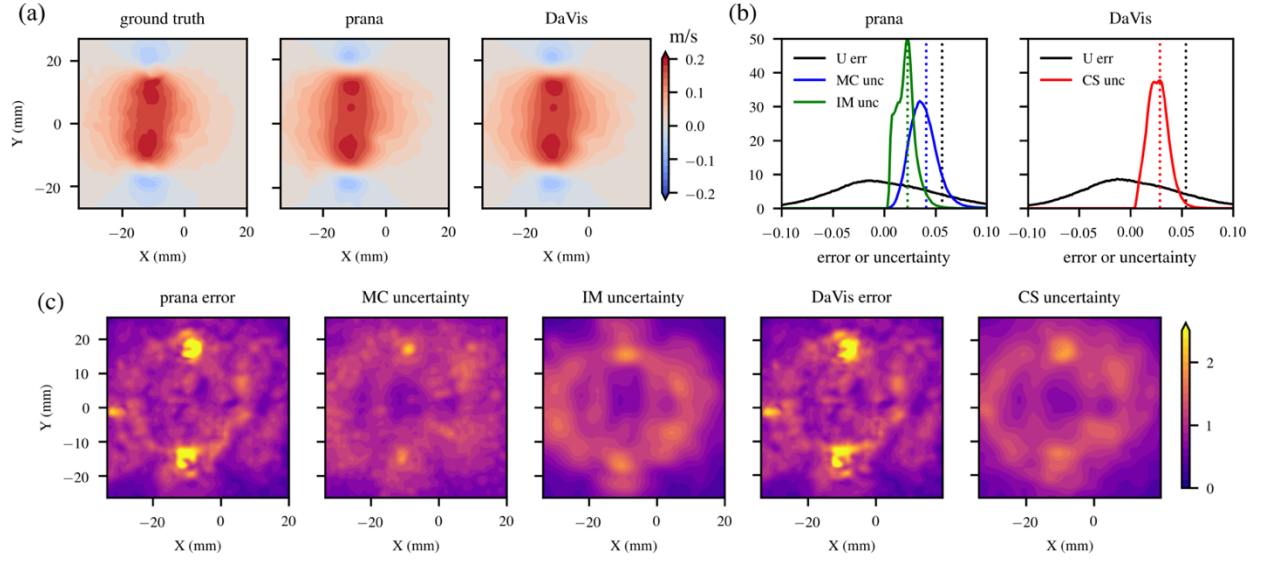 (a)
ground truth
prana
DaVis
m/s
20
0
−20
Y (mm)
0.2
0.1
0.0
−0.1
−0.2
−20 0 20
−20 0 20
−20 0
X (mm)
X (mm)
X (mm)
(b)
prana
DaVis
50
40
30
20
10
0
U err
MC unc
IM unc
U err
CS unc
−0.10 −0.05 0.00 0.05 0.10
−0.10 −0.05 0.00 0.05 0.10
error or uncertainty
error or uncertainty
(c)
prana error
MC uncertainty
IM uncertainty
DaVis error
CS uncertainty
20
10
0
−10
−20
Y (mm)
2
1
0
−20 0 20
−20 0 20
−20 0 20
−20 0
−20 0
X (mm)
X (mm)
X (mm)
X (mm)
X (mm)